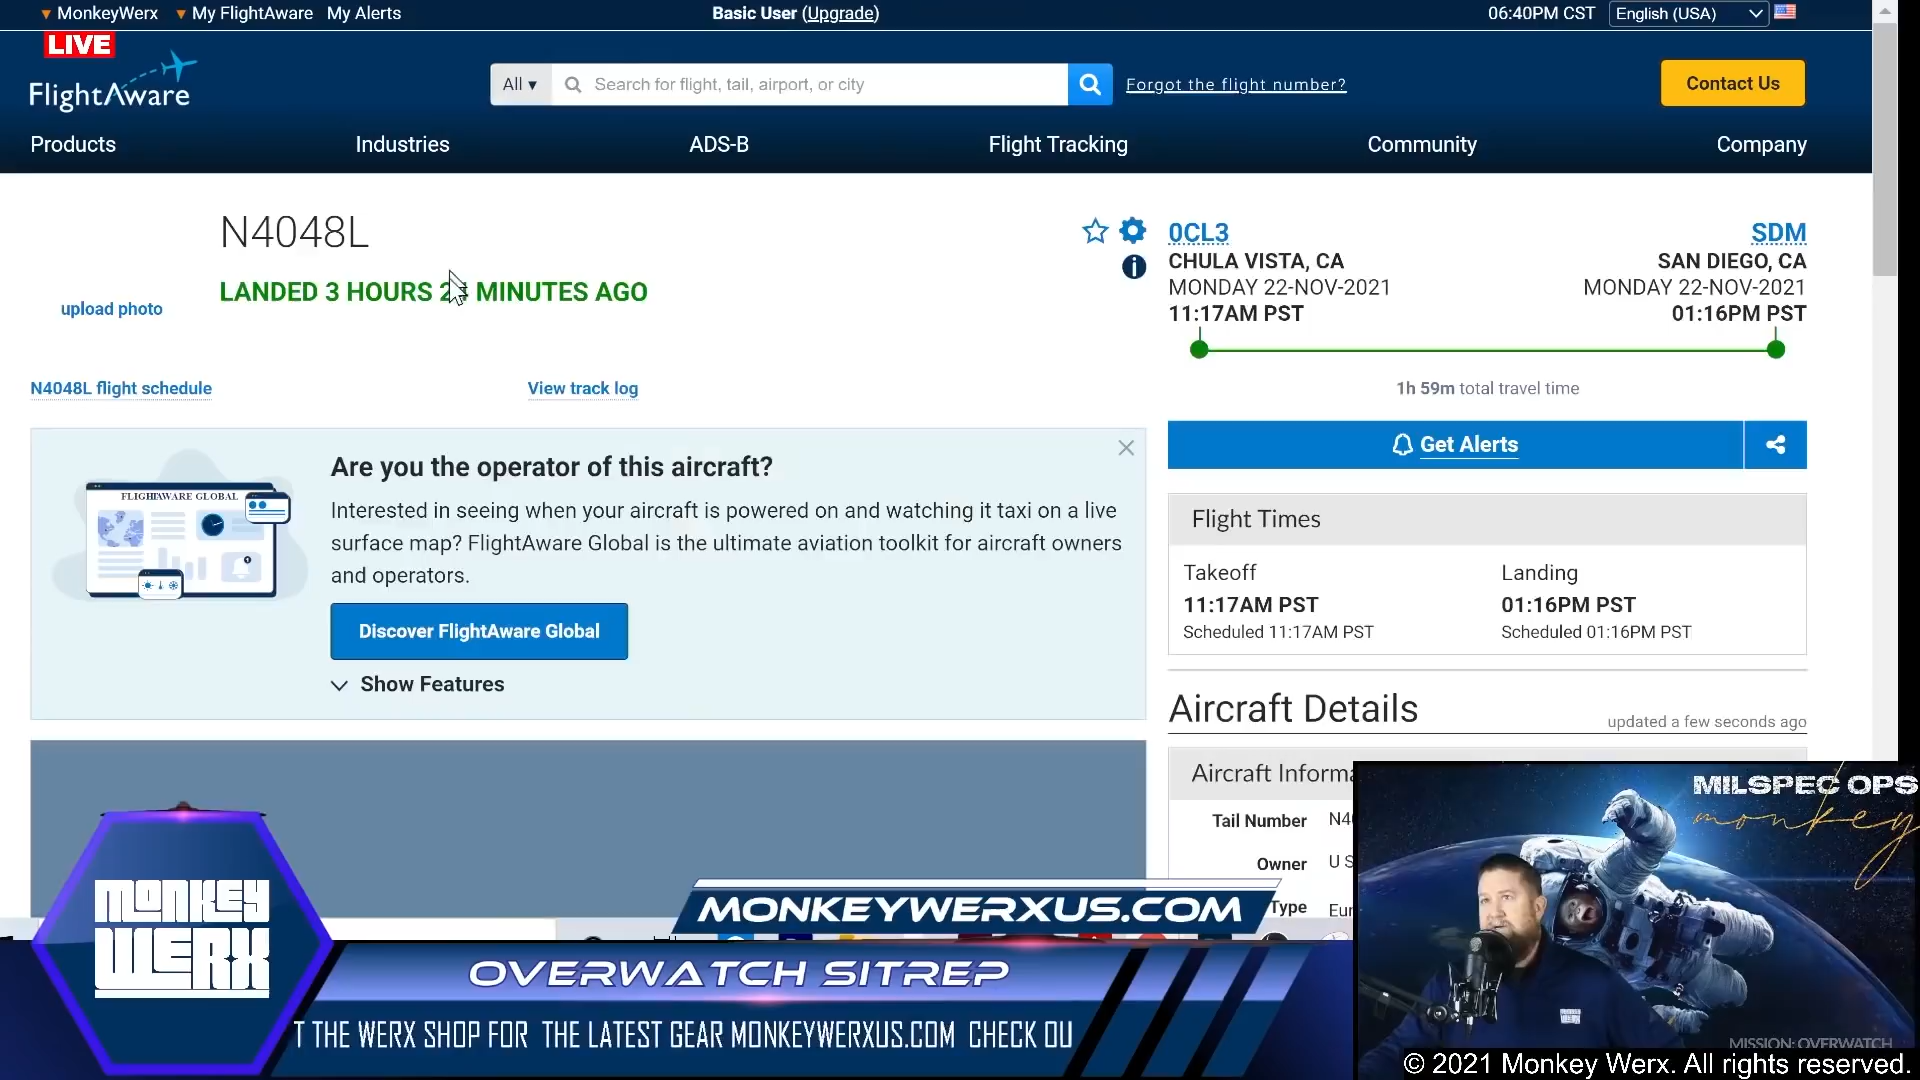 ▾ MonkeyWerx ▾ My FlightAware My Alerts Basic User (Upgrade) 06:40PM CST English (USA)
LIVE
FlightAware
All ▾ Search for flight, tail, airport, or city Forgot the flight number? Contact Us
Products Industries ADS-B Flight Tracking Community Company
N4048L
LANDED 3 HOURS MINUTES AGO
upload photo
N4048L flight schedule View track log
0CL3 SDM
CHULA VISTA, CA SAN DIEGO, CA
MONDAY 22-NOV-2021 MONDAY 22-NOV-2021
11:17AM PST 01:16PM PST
1h 59m total travel time
Get Alerts
Are you the operator of this aircraft?
Interested in seeing when your aircraft is powered on and watching it taxi on a live
surface map? FlightAware Global is the ultimate aviation toolkit for aircraft owners
and operators.
FLIGHTAWARE GLOBAL
Discover FlightAware Global
Show Features
Flight Times
Takeoff Landing
11:17AM PST 01:16PM PST
Scheduled 11:17AM PST Scheduled 01:16PM PST
Aircraft Details
updated a few seconds ago
Aircraft Informa
Tail Number N4
Owner U S
Type Eur
MILSPEC OPS
monkey
MONKEY
WERX
MONKEYWERXUS.COM
OVERWATCH SITREP
T THE WERX SHOP FOR THE LATEST GEAR MONKEYWERXUS.COM CHECK OU
MISSION: OVERWATCH
© 2021 Monkey Werx. All rights reserved.